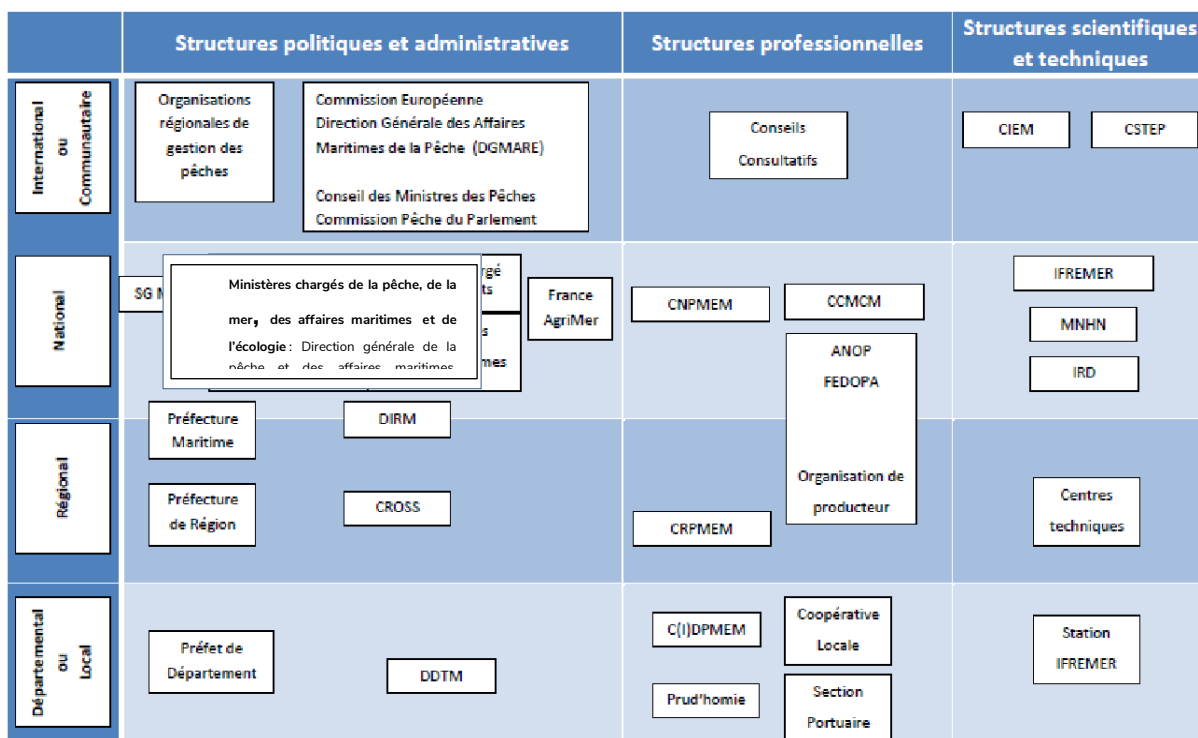 Structures politiques et administratives
Structures professionnelles
Structures scientifiques
et techniques
International
ou
Communautaire
Organisations
régionales de
gestion des
pêches
Commission Européenne
Direction Générale des Affaires
Maritimes de la Pêche (DGMARE)
Conseil des Ministres des Pêches
Commission Pêche du Parlement
Conseils
Consultatifs
CIEM
CSTEP
National
SG
Ministères chargés de la pêche, de la
mer, des affaires maritimes et de
l'écologie : Direction générale de la
pêche et des affaires maritimes
France
AgriMer
CNPMEM
CCMCM
ANOP
FEDOPA
Organisation de
producteur
IFREMER
MNHN
IRD
Régional
Préfecture
Maritime
DIRM
Préfecture
de Région
CROSS
CRPMEM
Centres
techniques
Départemental
ou
Local
Préfet de
Département
DDTM
C(I)DPMEM
Coopérative
Locale
Prud'homie
Section
Portuaire
Station
IFREMER